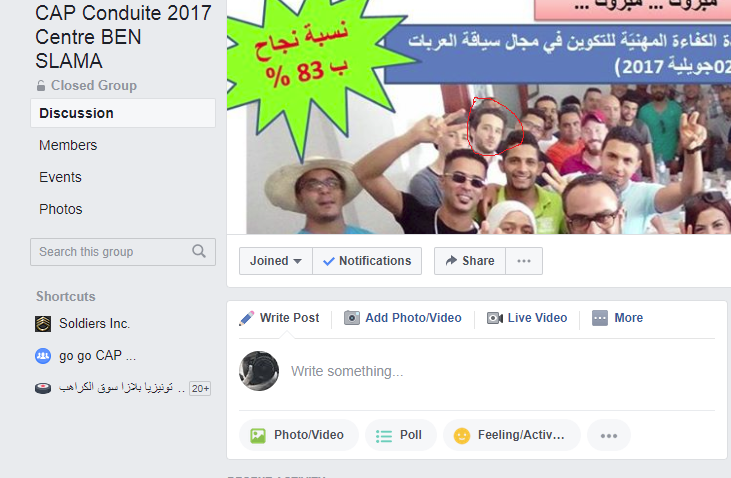 CAP Conduite 2017
Centre BEN
SLAMA
Closed Group
Discussion
Members
Events
Photos
Search this group
Shortcuts
Soldiers Inc.
go go CAP ...
تونيزيا بلازا سوق الكراهب ..
20+
مبروك ... مبروك ...
نسبة نجاح
ب 83 %
ة الكفاءة المهنيّة للتكوين في مجال سياقة العربات
02جويلية 2017)
Joined
Notifications
Share
Write Post
Add Photo/Video
Live Video
More
Write something...
Photo/Video
Poll
Feeling/Activ...
RECENT ACTIVITY